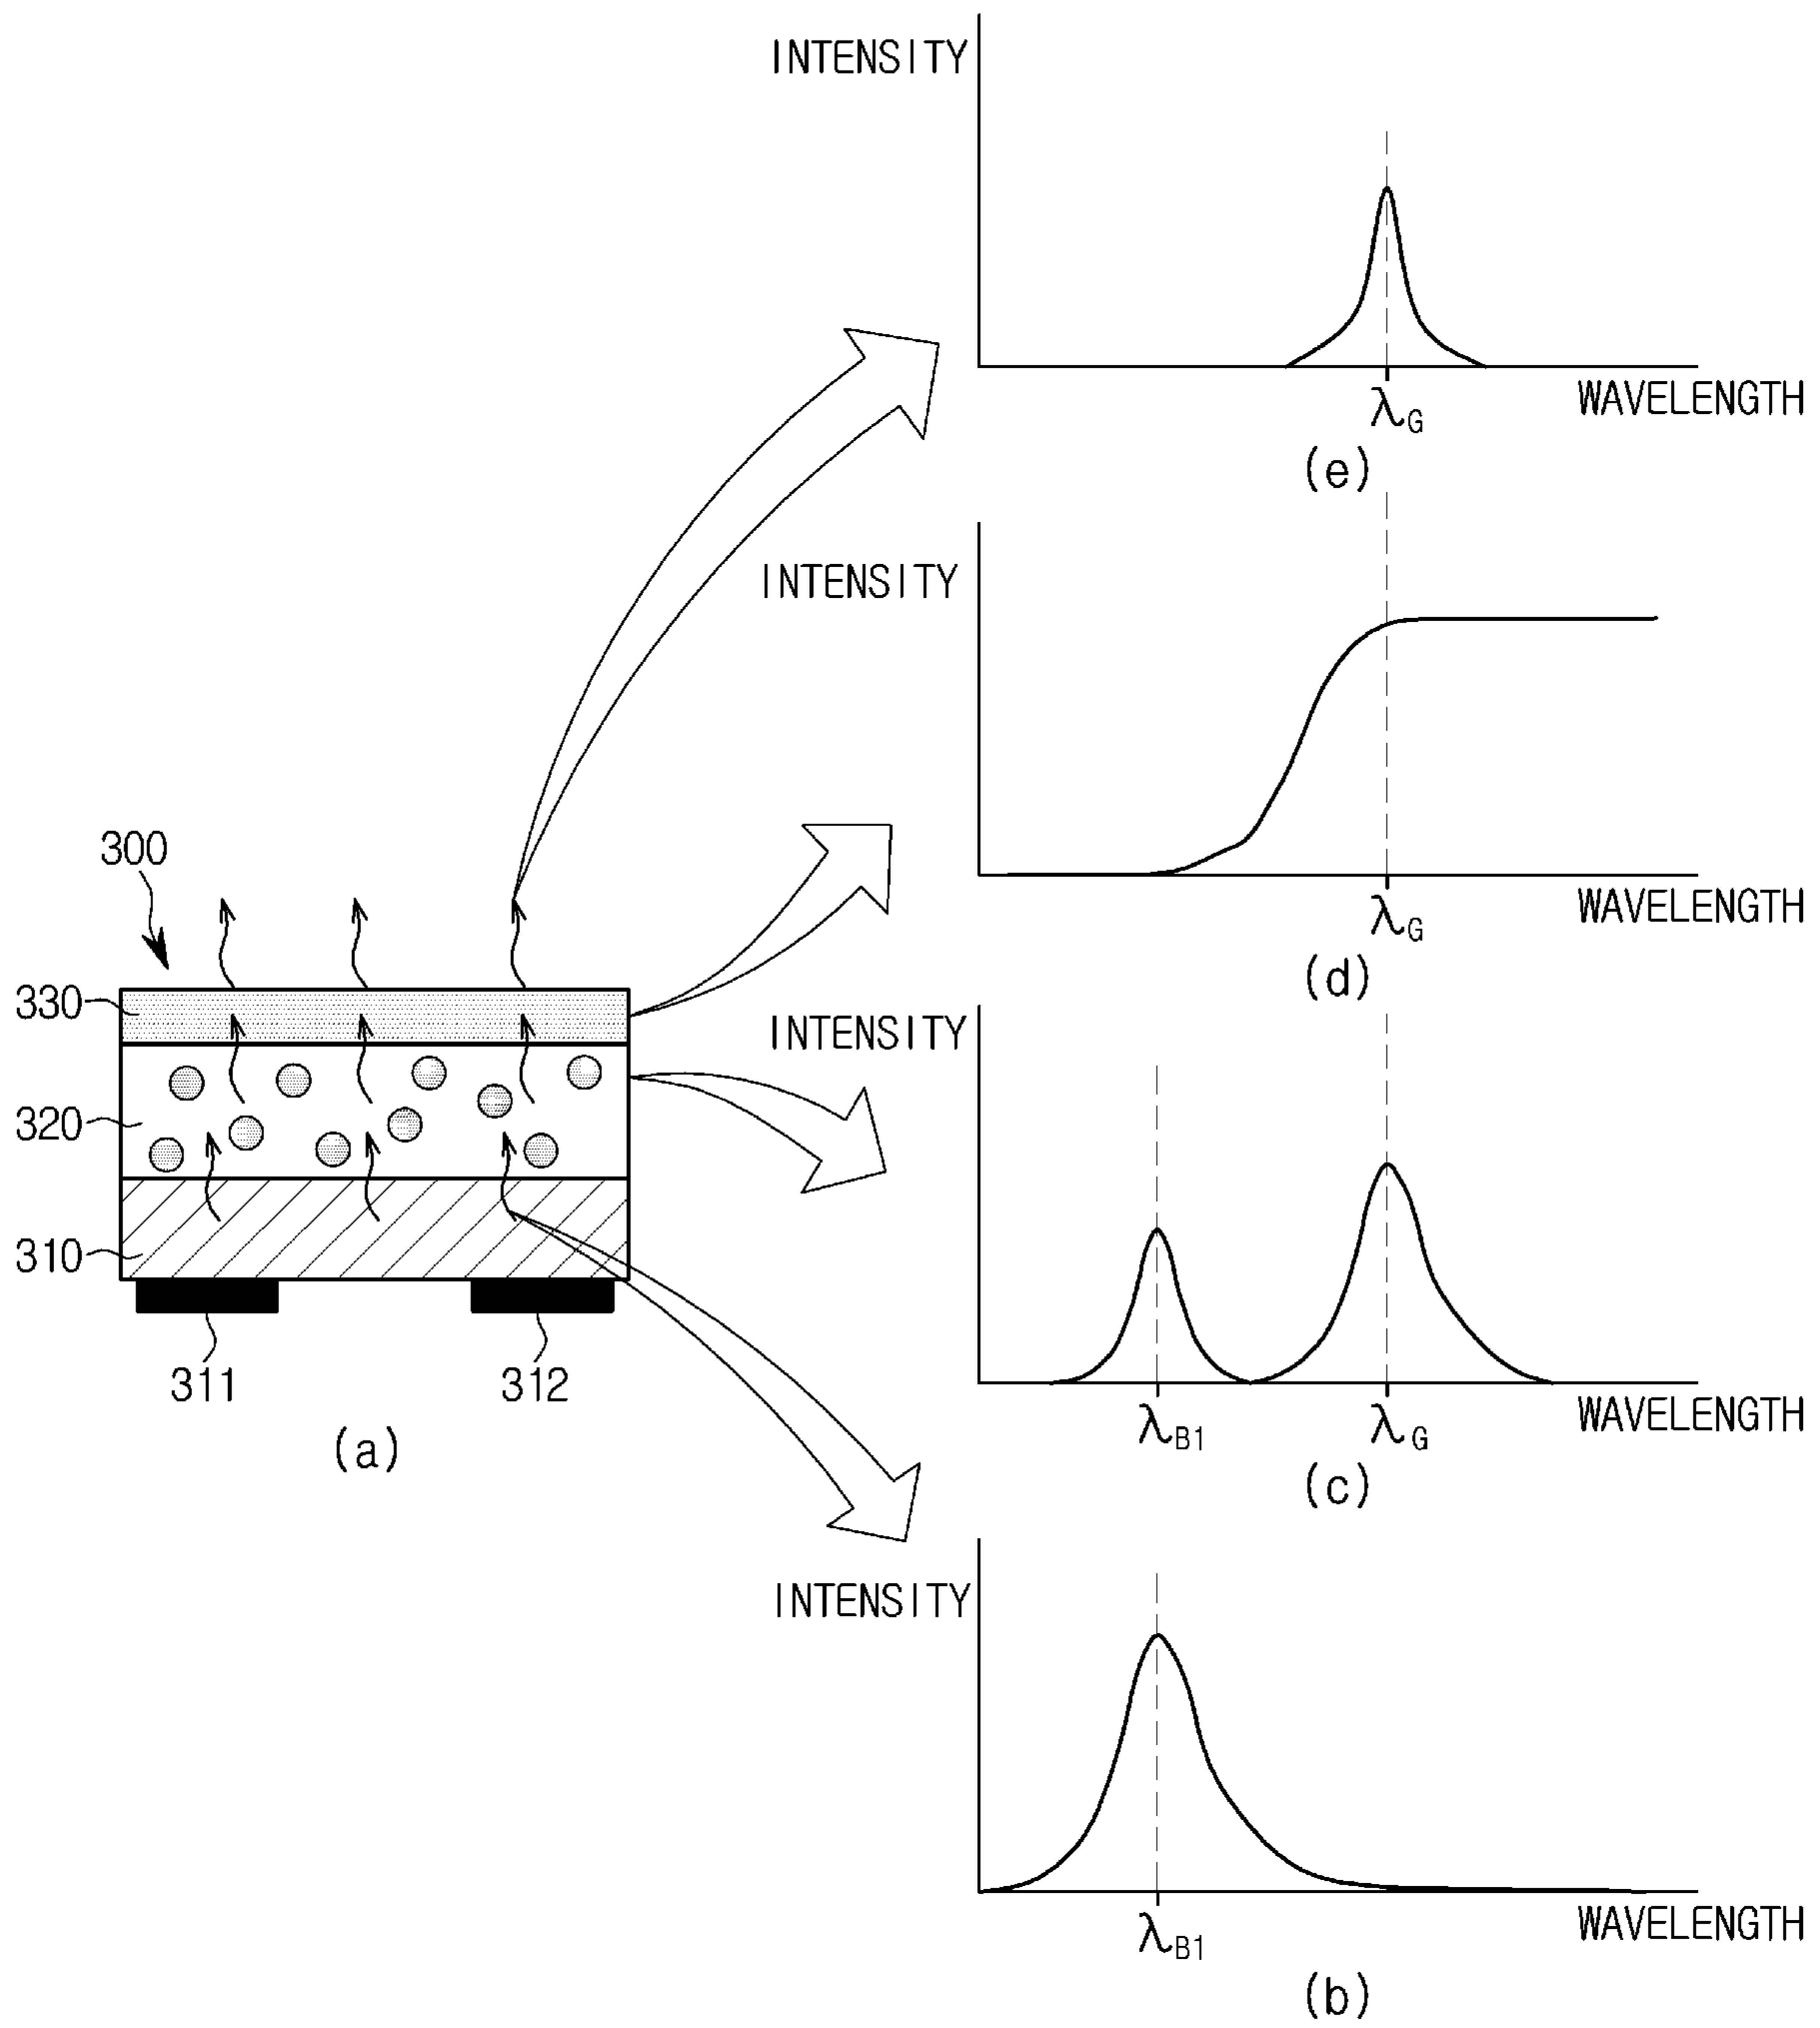 INTENSITY
WAVELENGTH
λG
(e)
INTENSITY
WAVELENGTH
λG
(d)
INTENSITY
WAVELENGTH
λB1
λG
(c)
INTENSITY
WAVELENGTH
λB1
(b)
300
330
320
310
311
312
(a)